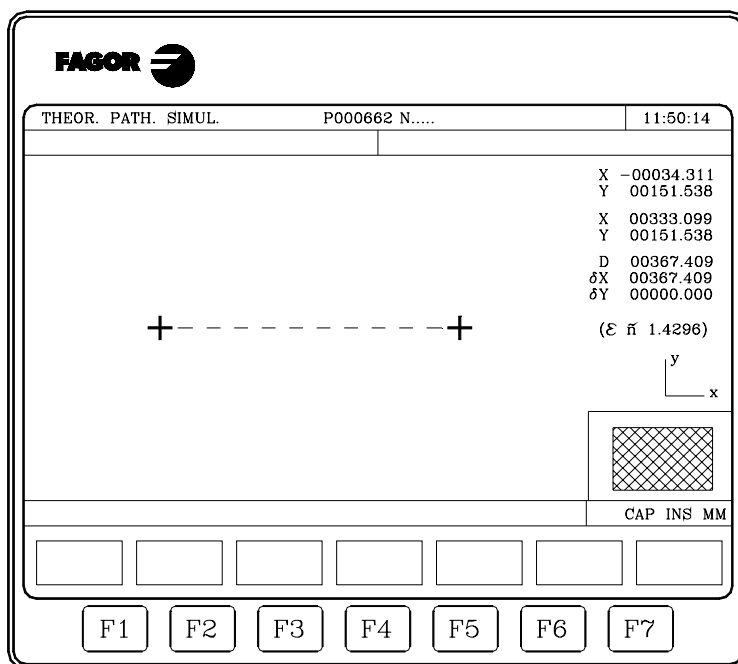 FAGOR
THEOR. PATH. SIMUL. P000662 N..... 11:50:14
X -00034.311
Y 00151.538
X 00333.099
Y 00151.538
D 00367.409
δX 00367.409
δY 00000.000
(Ɛ ñ 1.4296)
y
x
CAP INS MM
F1 F2 F3 F4 F5 F6 F7